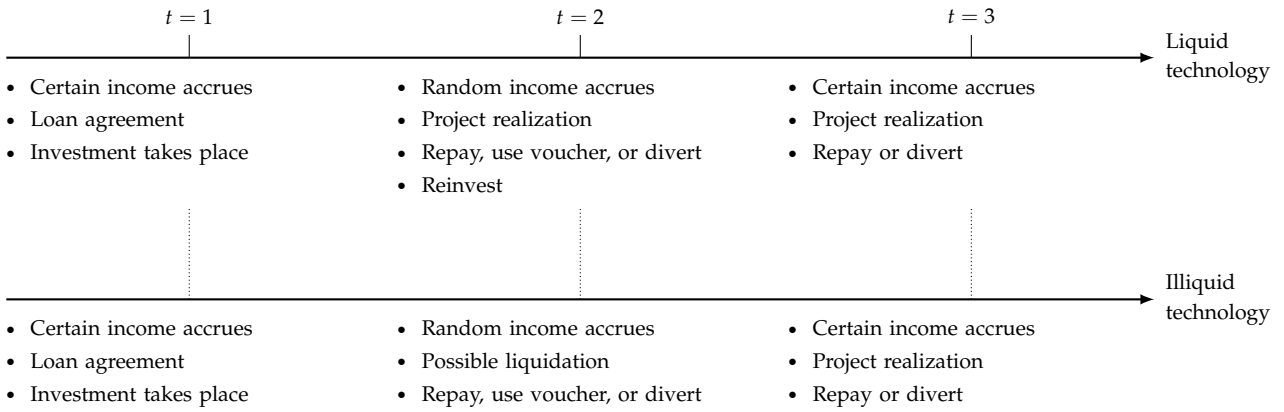 t = 1
t = 2
t = 3
Liquid
technology
• Certain income accrues
• Loan agreement
• Investment takes place
• Random income accrues
• Project realization
• Repay, use voucher, or divert
• Reinvest
• Certain income accrues
• Project realization
• Repay or divert
Illiquid
technology
• Certain income accrues
• Loan agreement
• Investment takes place
• Random income accrues
• Possible liquidation
• Repay, use voucher, or divert
• Certain income accrues
• Project realization
• Repay or divert